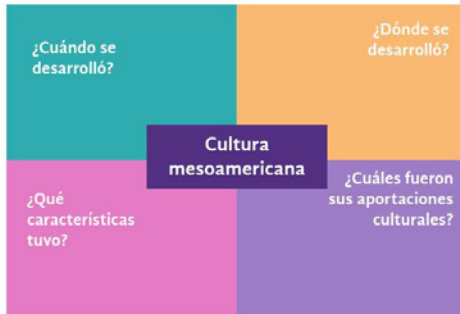 ¿Cuándo se
desarrolló?
¿Dónde se
desarrolló?
Cultura
mesoamericana
¿Qué
características
tuvo?
¿Cuáles fueron
sus aportaciones
culturales?